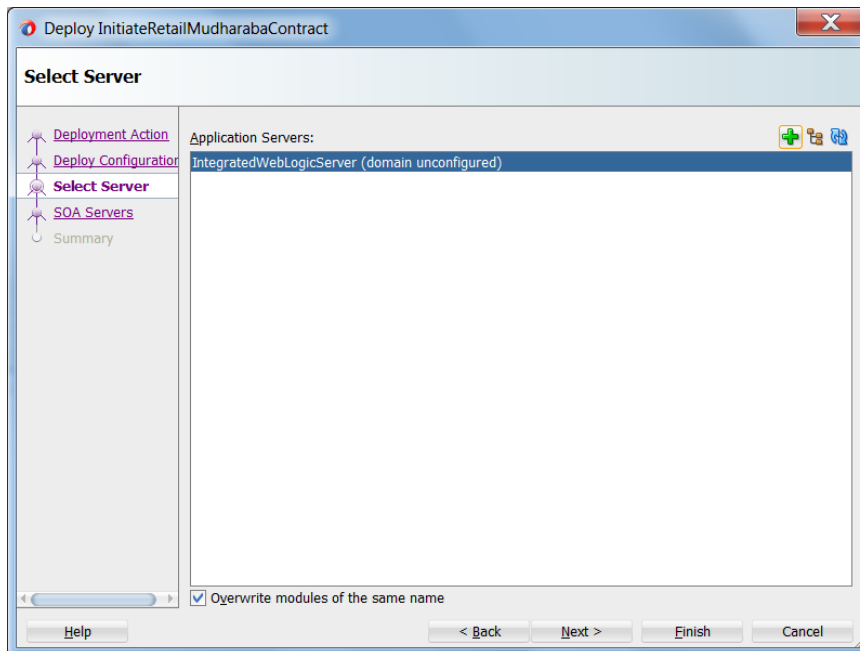 Deploy InitiateRetailMudharabaContract
Select Server
Deployment Action
Deploy Configuration
Select Server
SOA Servers
Summary
Application Servers:
IntegratedWebLogicServer (domain unconfigured)
Overwrite modules of the same name
Help
< Back
Next >
Finish
Cancel